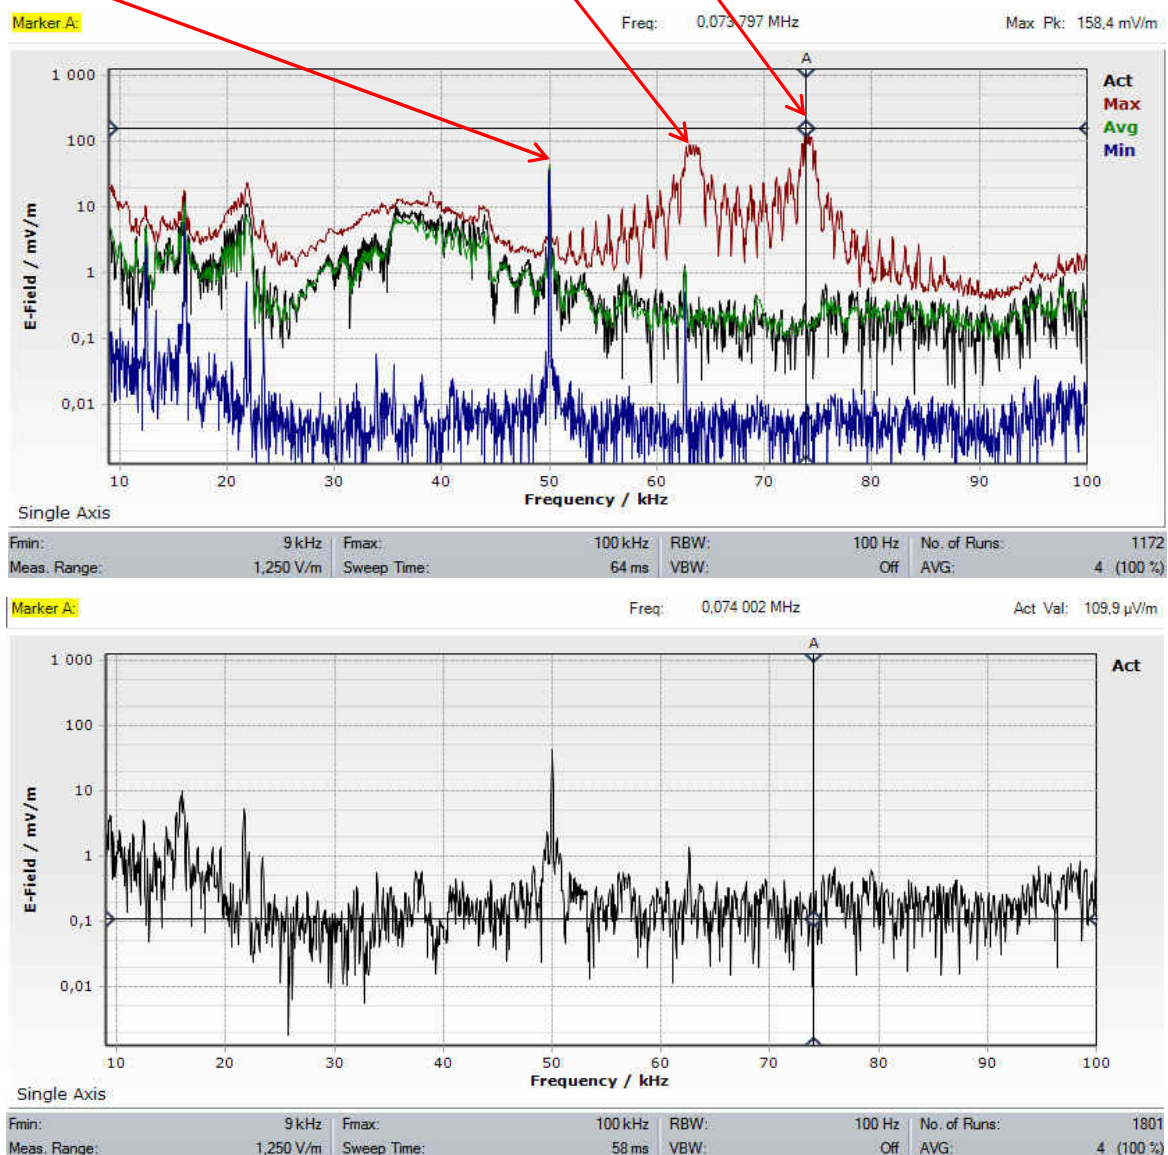 Marker A: Freq: 0,073 797 MHz Max Pk: 158,4 mV/m
A
1 000
100
10
1
0,1
0,01
E-Field / mV/m
Act
Max
Avg
Min
10 20 30 40 50 60 70 80 90 100
Frequency / kHz
Single Axis
Fmin: 9 kHz Fmax: 100 kHz RBW: 100 Hz No. of Runs: 1172
Meas. Range: 1,250 V/m Sweep Time: 64 ms VBW: Off AVG: 4 (100 %)
Marker A: Freq: 0,074 002 MHz Act Val: 109,9 µV/m
A
1 000
100
10
1
0,1
0,01
E-Field / mV/m
Act
10 20 30 40 50 60 70 80 90 100
Frequency / kHz
Single Axis
Fmin: 9 kHz Fmax: 100 kHz RBW: 100 Hz No. of Runs: 1801
Meas. Range: 1,250 V/m Sweep Time: 58 ms VBW: Off AVG: 4 (100 %)